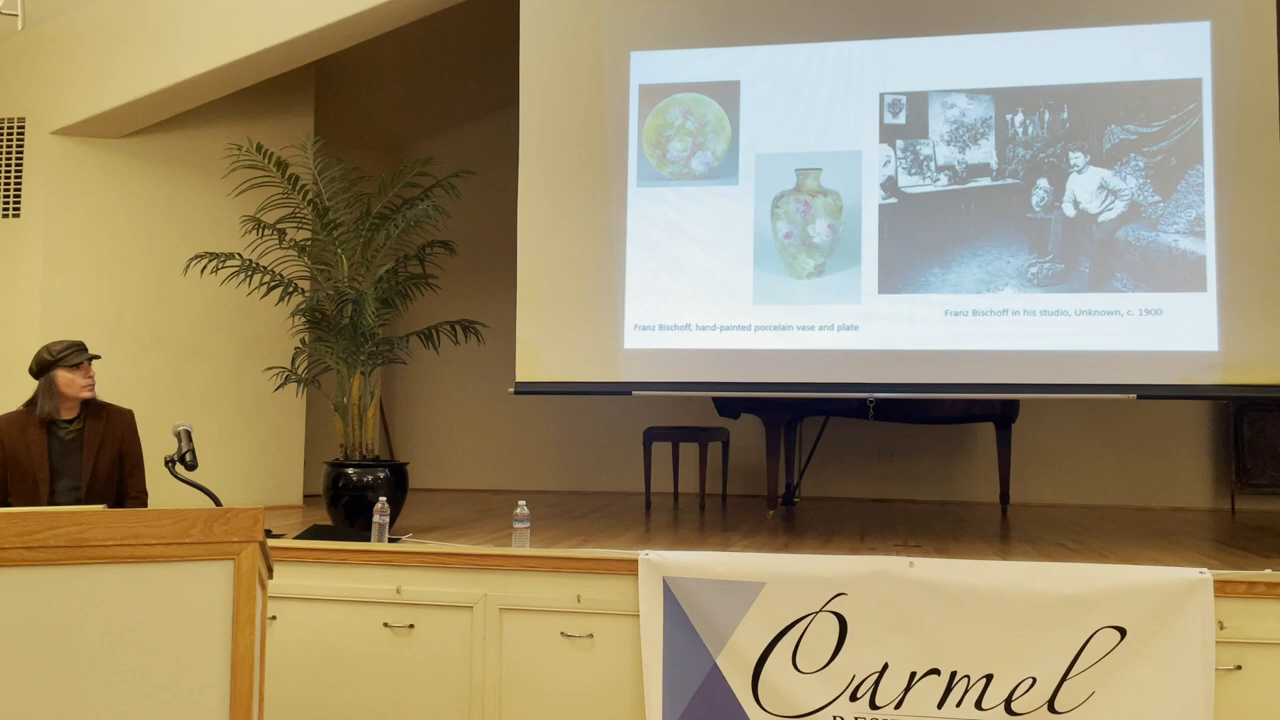 Franz Bischoff, hand-painted porcelain vase and plate
Franz Bischoff in his studio, Unknown, c. 1900
Carmel